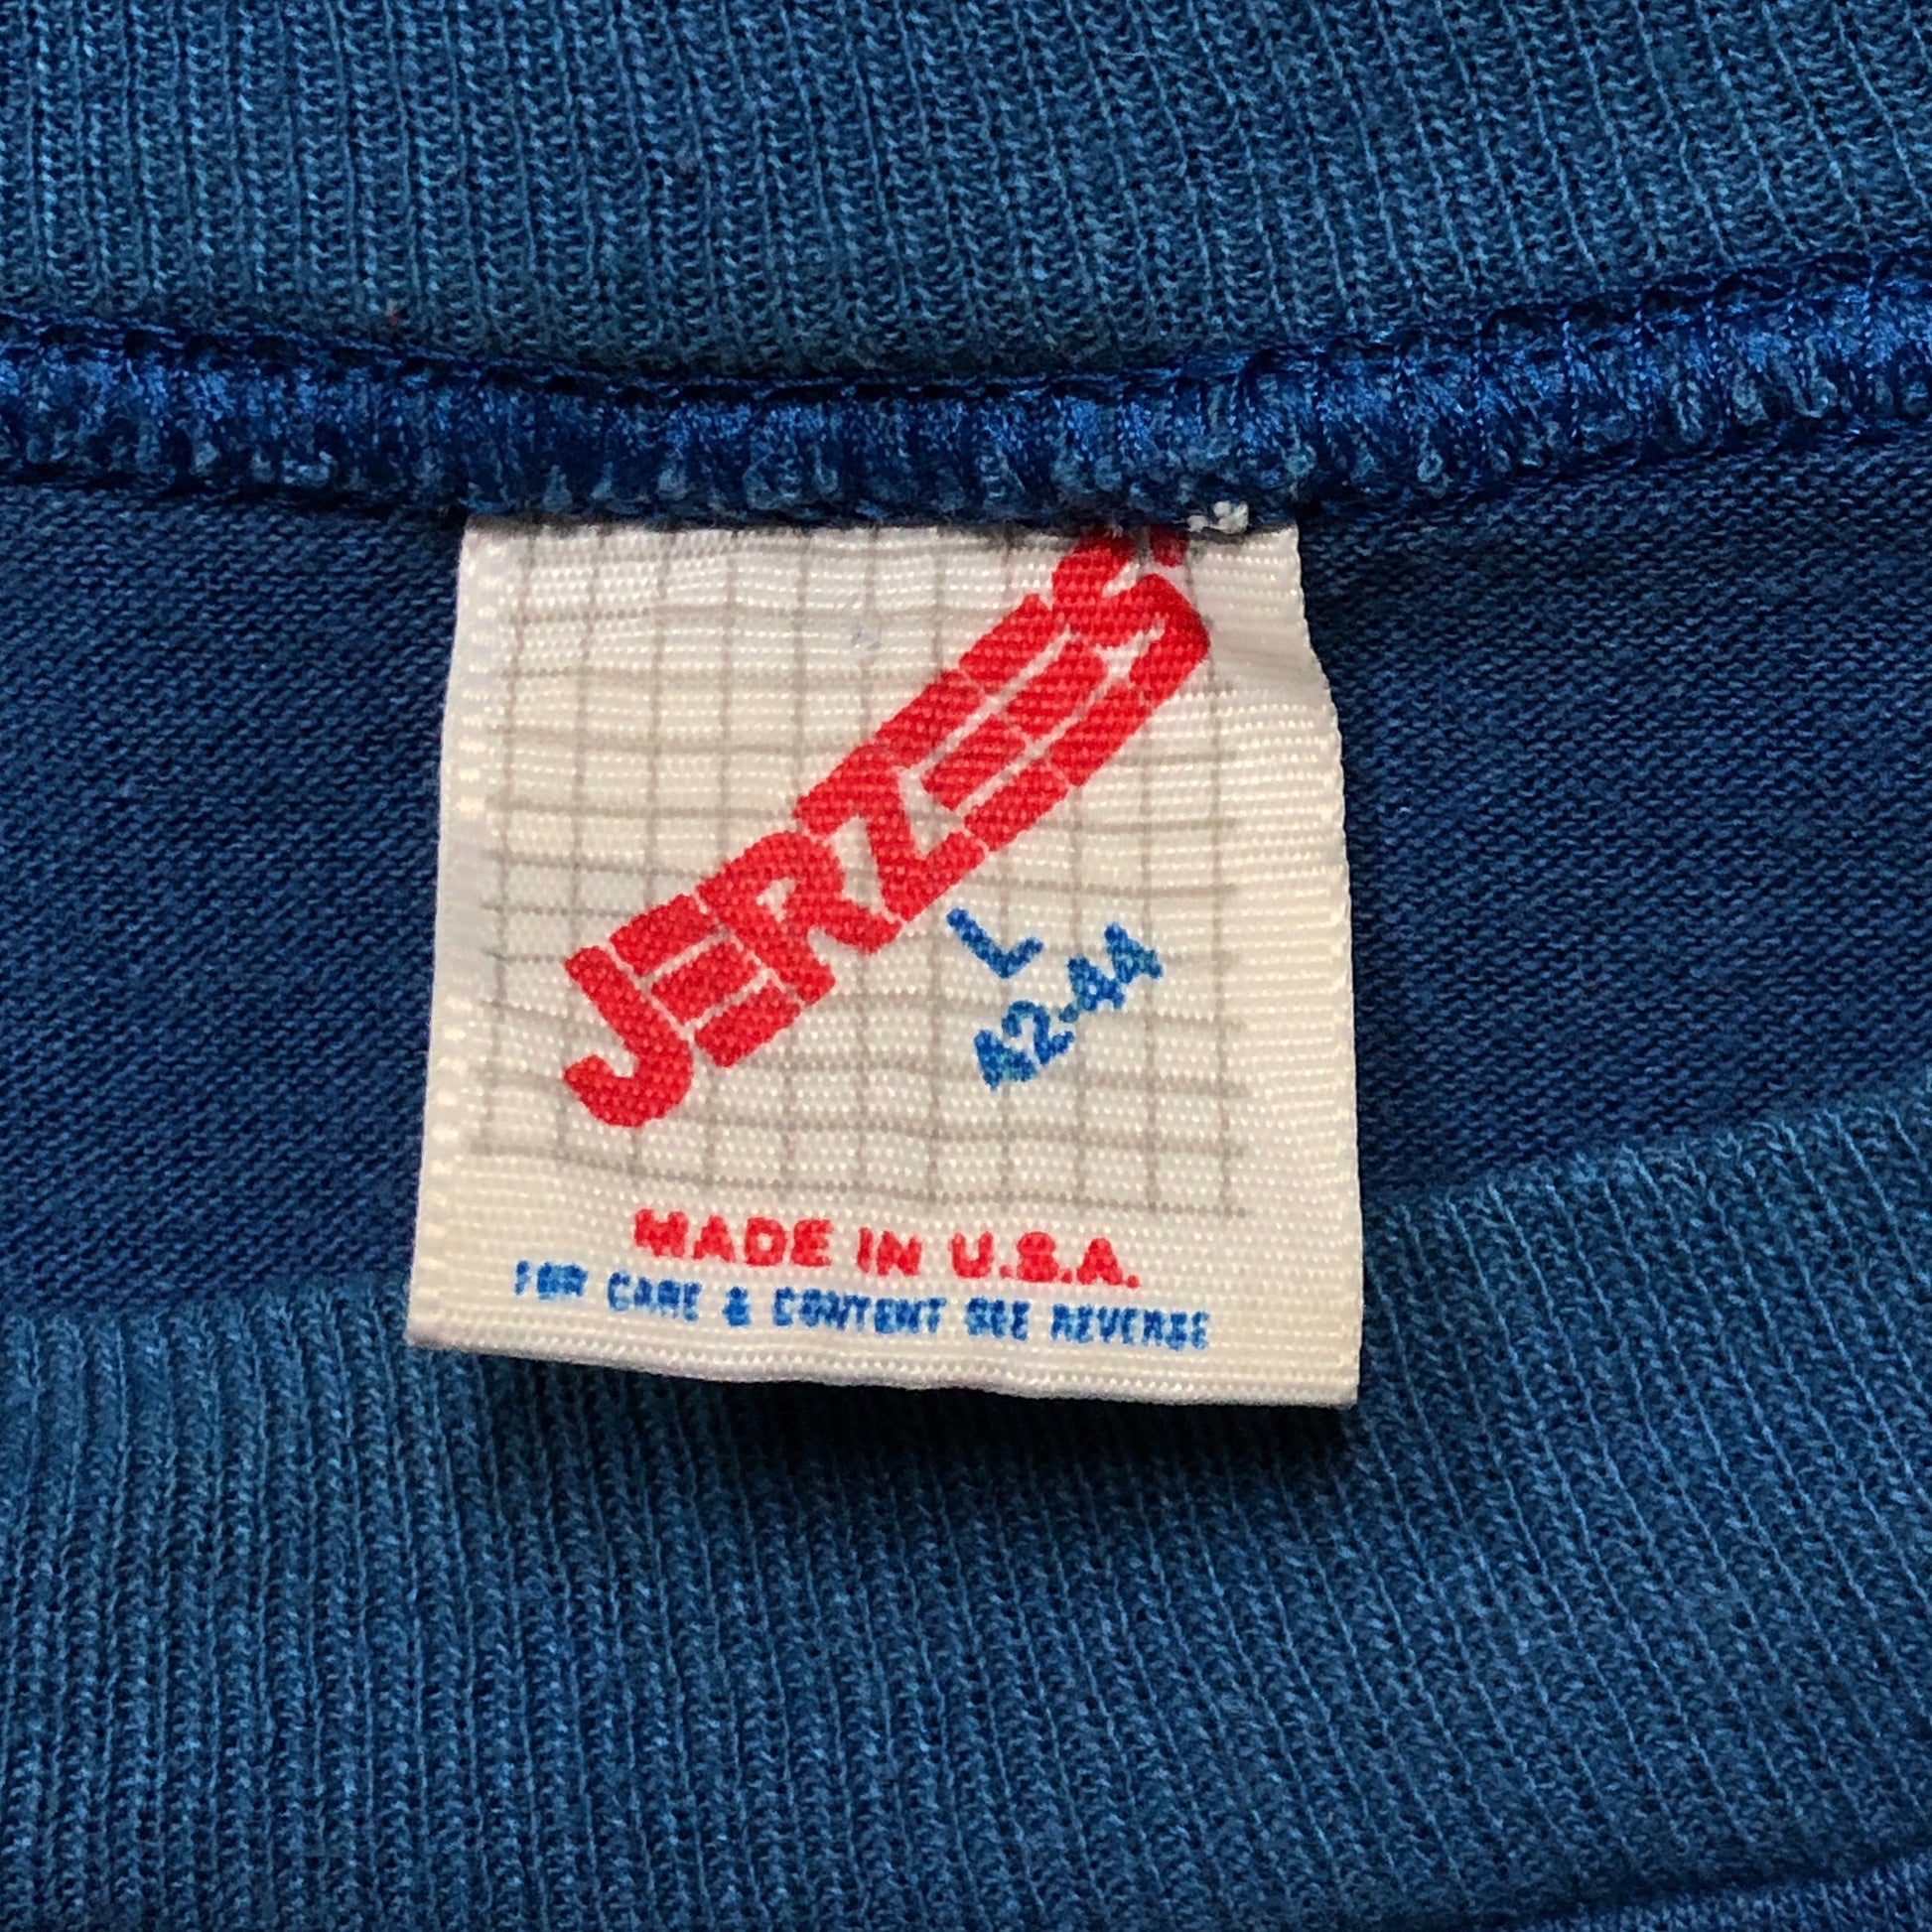 JERZEES
L
42-44
MADE IN U.S.A.
FOR CARE & CONTENT SEE REVERSE